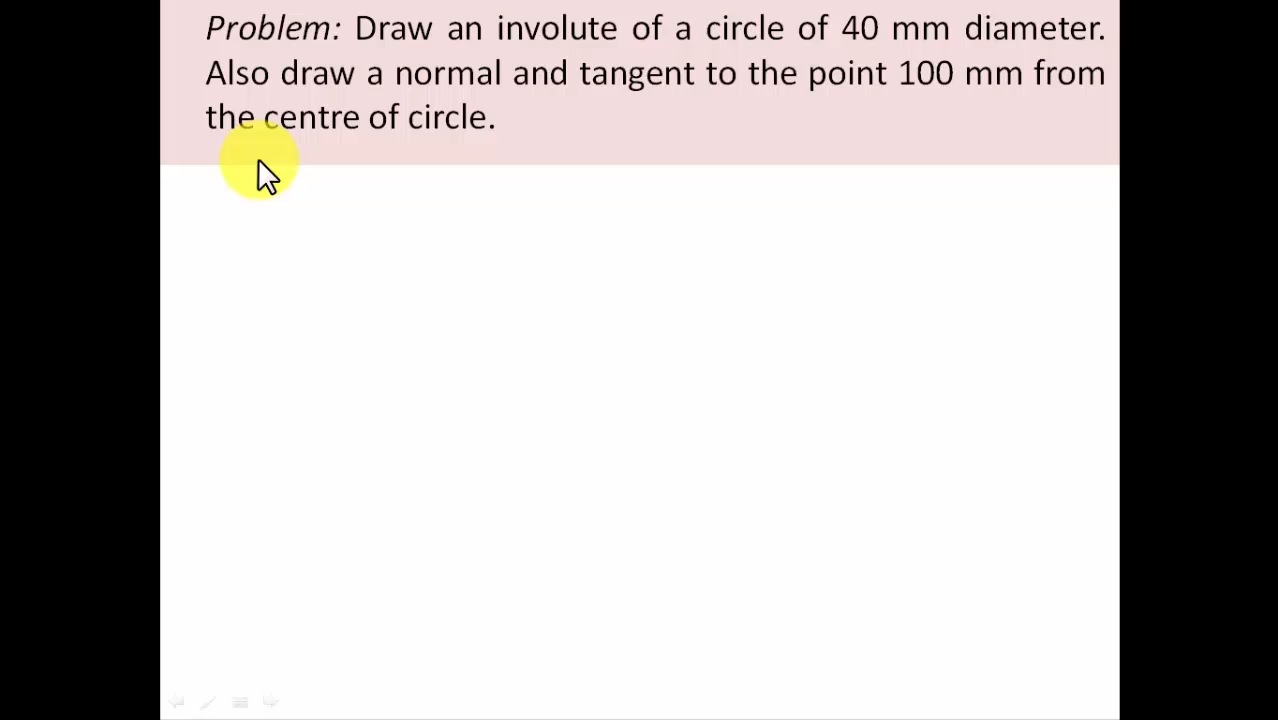 Problem: Draw an involute of a circle of 40 mm diameter.
Also draw a normal and tangent to the point 100 mm from
the centre of circle.